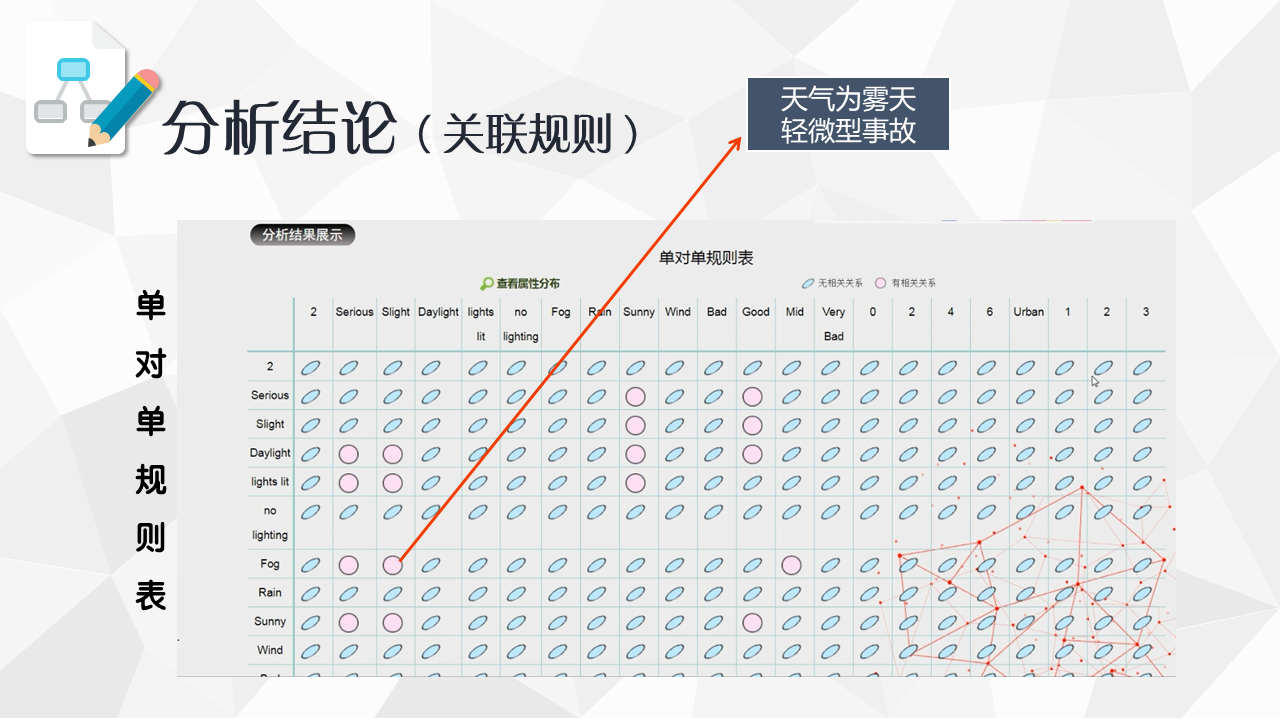 分析结论（关联规则）
天气为雾天
轻微型事故
单对单规则表
分析结果展示
单对单规则表
查看属性分布 无相关关系 有相关关系
2 Serious Slight Daylight lights lit no lighting Fog Rain Sunny Wind Bad Good Mid Very Bad 0 2 4 6 Urban 1 2 3
2
Serious
Slight
Daylight
lights lit
no
lighting
Fog
Rain
Sunny
Wind